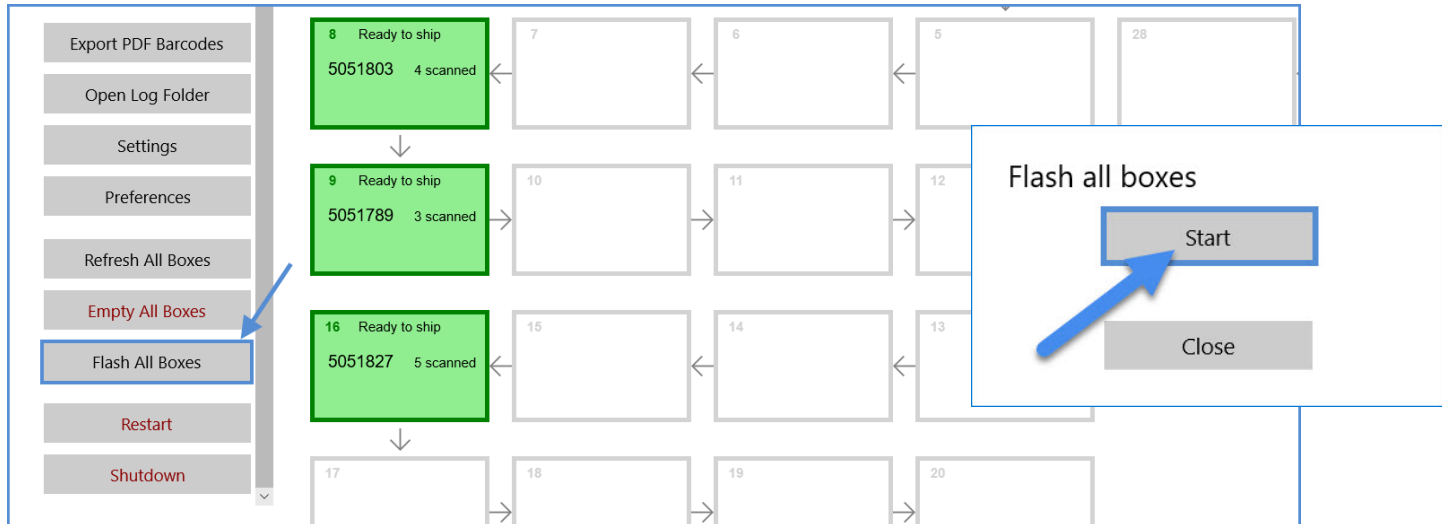 Export PDF Barcodes
Open Log Folder
Settings
Preferences
Refresh All Boxes
Empty All Boxes
Flash All Boxes
Restart
Shutdown
8 Ready to ship
5051803 4 scanned
7
6
5
28
9 Ready to ship
5051789 3 scanned
10
11
12
16 Ready to ship
5051827 5 scanned
15
14
13
17
18
19
20
Flash all boxes
Start
Close